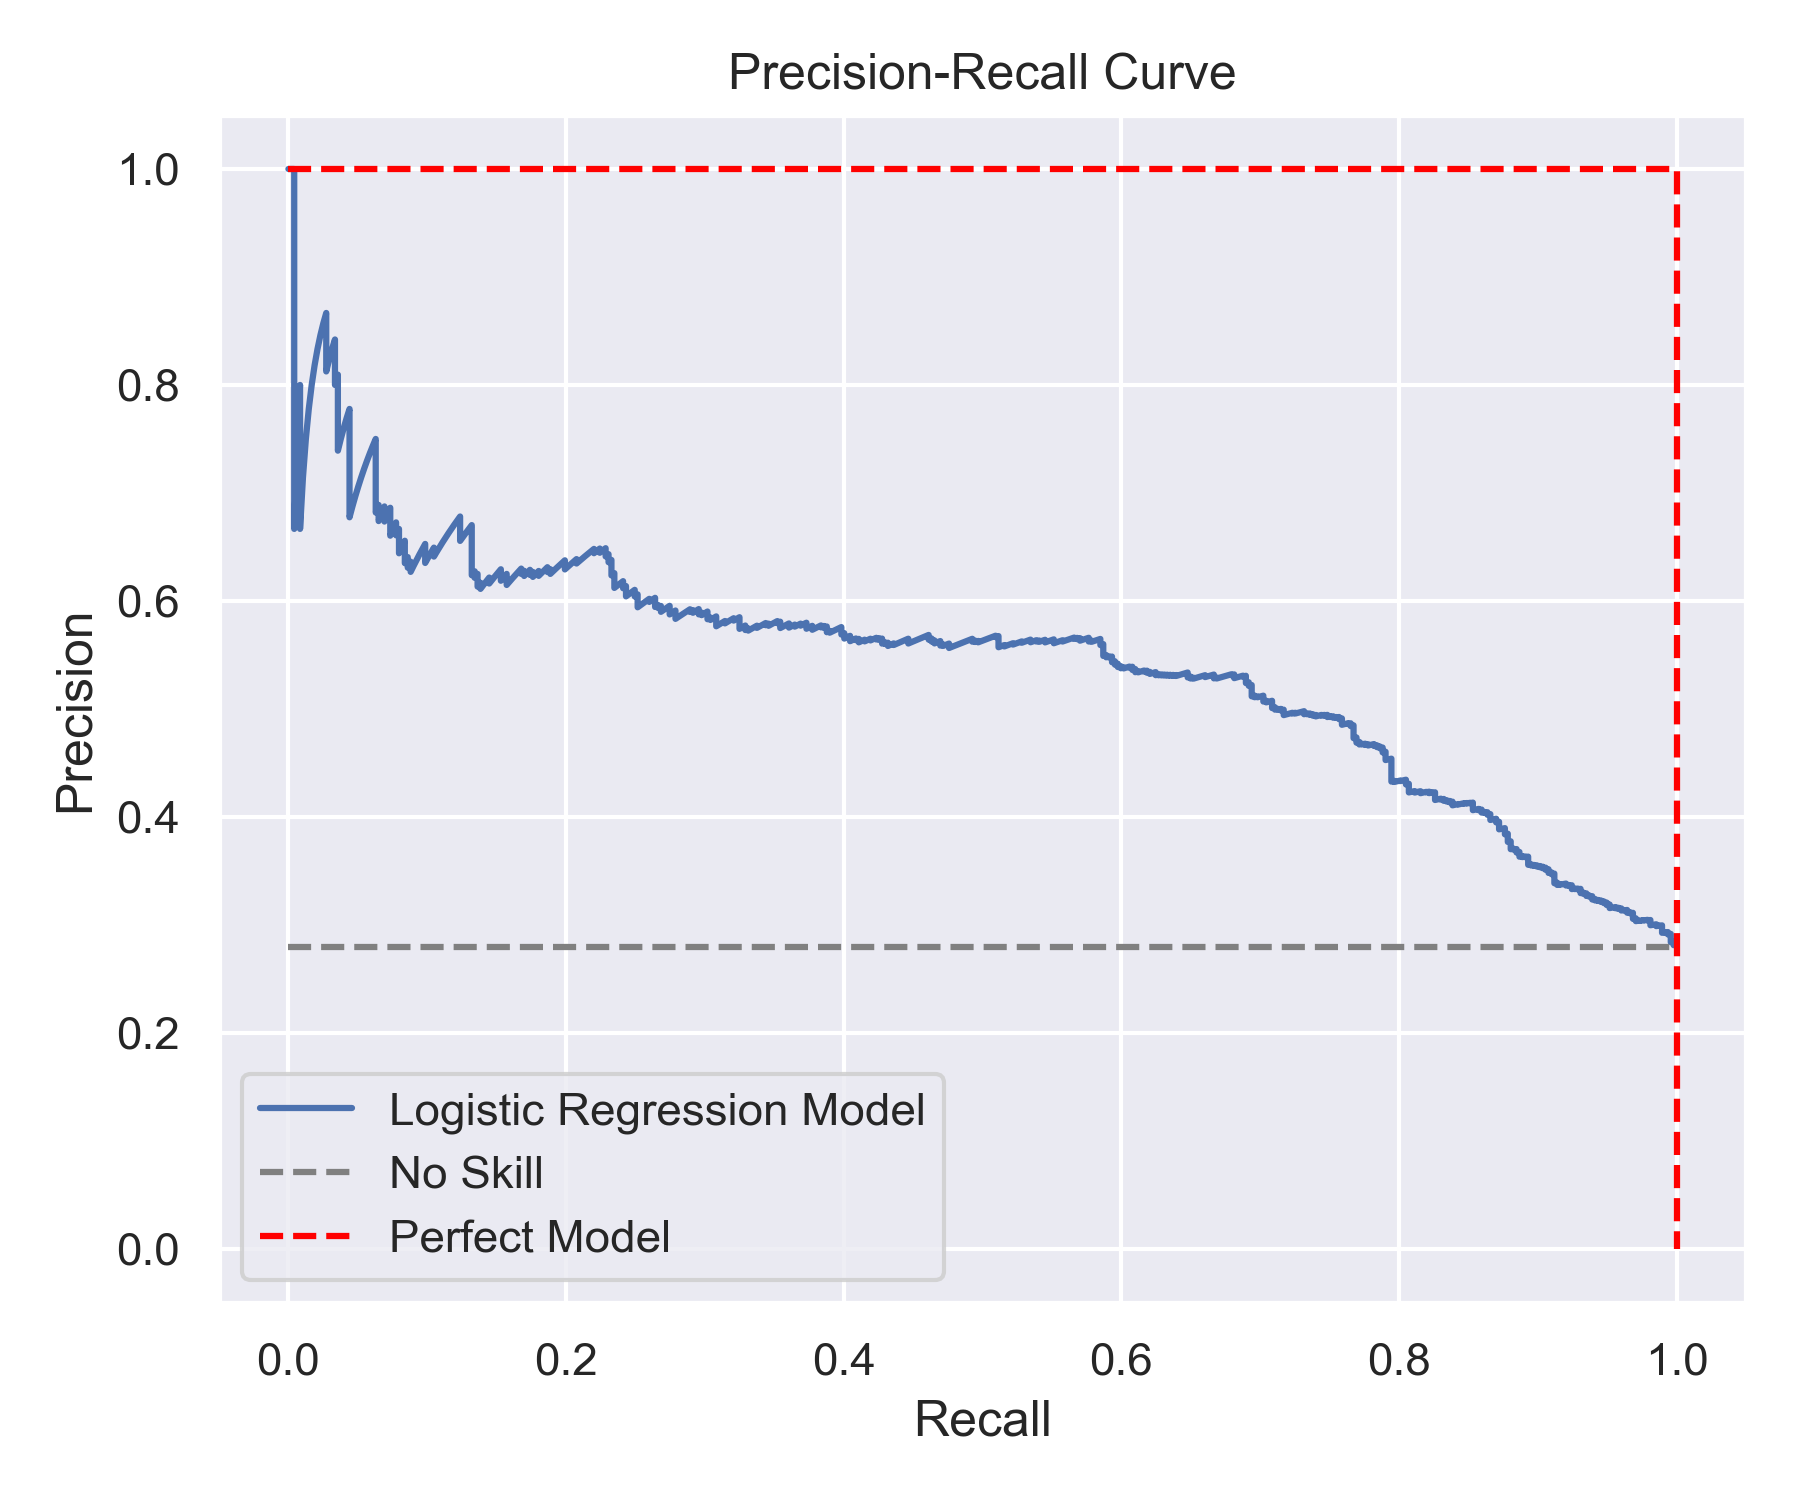 Precision-Recall Curve
1.0
0.8
0.6
0.4
0.2
0.0
Precision
Logistic Regression Model
No Skill
Perfect Model
0.0 0.2 0.4 0.6 0.8 1.0
Recall